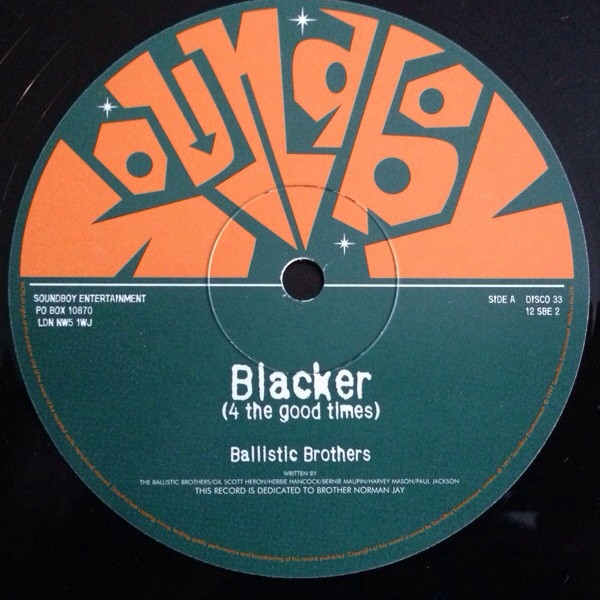 Soundboy
SOUNDBOY ENTERTAINMENT
PO BOX 10870
LDN NW5 1WJ
SIDE A DISCO 33
12 SBE 2
Blacker
(4 the good times)
Ballistic Brothers
WRITTEN BY
THE BALLISTIC BROTHERS/GIL SCOTT HERON/HERBIE HANCOCK/BERNIE MAUPIN/HARVEY MASON/PAUL JACKSON
THIS RECORD IS DEDICATED TO BROTHER NORMAN JAY